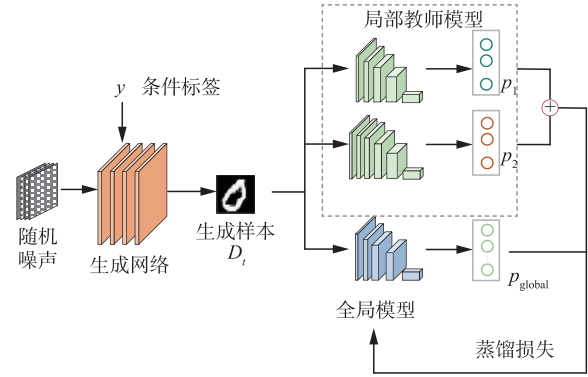 局部教师模型
y 条件标签
p1
p2
随机
噪声
生成网络
生成样本
Dt
pglobal
全局模型
蒸馏损失